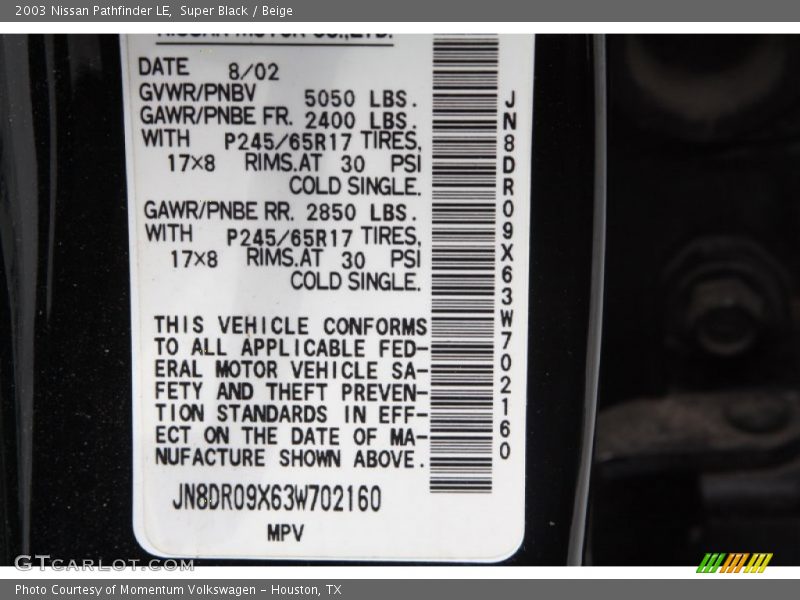 2003 Nissan Pathfinder LE,  Super Black / Beige
NISSAN MOTOR CO.,LTD.
DATE 8/02
GVWR/PNBV 5050 LBS.
GAWR/PNBE FR. 2400 LBS.
WITH P245/65R17 TIRES,
17×8 RIMS.AT 30 PSI
COLD SINGLE.
GAWR/PNBE RR. 2850 LBS.
WITH P245/65R17 TIRES,
17×8 RIMS.AT 30 PSI
COLD SINGLE.
THIS VEHICLE CONFORMS
TO ALL APPLICABLE FED-
ERAL MOTOR VEHICLE SA-
FETY AND THEFT PREVEN-
TION STANDARDS IN EFF-
ECT ON THE DATE OF MA-
NUFACTURE SHOWN ABOVE.
JN8DR09X63W702160
MPV
JN8DR09X63W702160
GTcarlot.com
Photo Courtesy of Momentum Volkswagen - Houston, TX